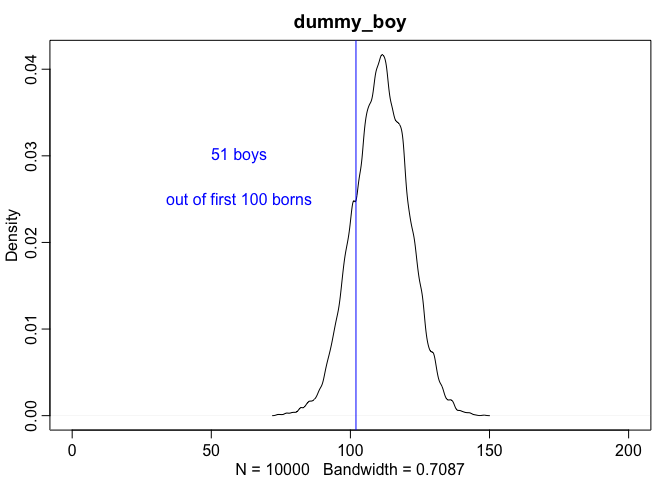 dummy_boy
0.04
0.03
0.02
0.01
0.00
Density
51 boys
out of first 100 borns
0 50 100 150 200
N = 10000 Bandwidth = 0.7087